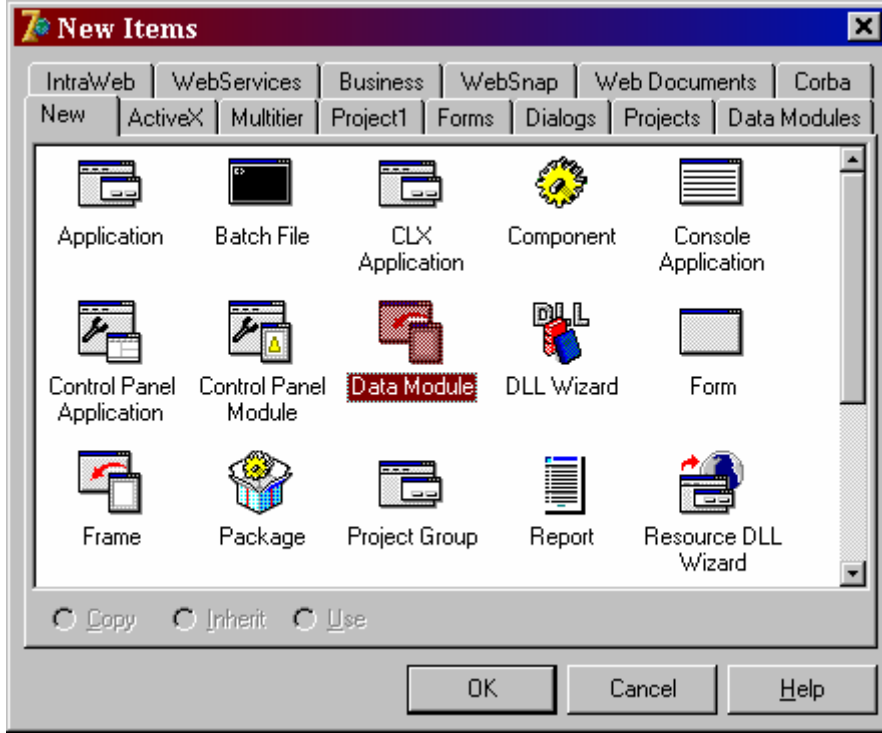 7 New Items
IntraWeb WebServices Business WebSnap Web Documents Corba
New ActiveX Multitier Project1 Forms Dialogs Projects Data Modules
Application Batch File CLX Application Component Console Application
Control Panel Application Control Panel Module Data Module DLL DLL Wizard Form
Frame Package Project Group Report Resource DLL Wizard
Copy Inherit Use
OK Cancel Help